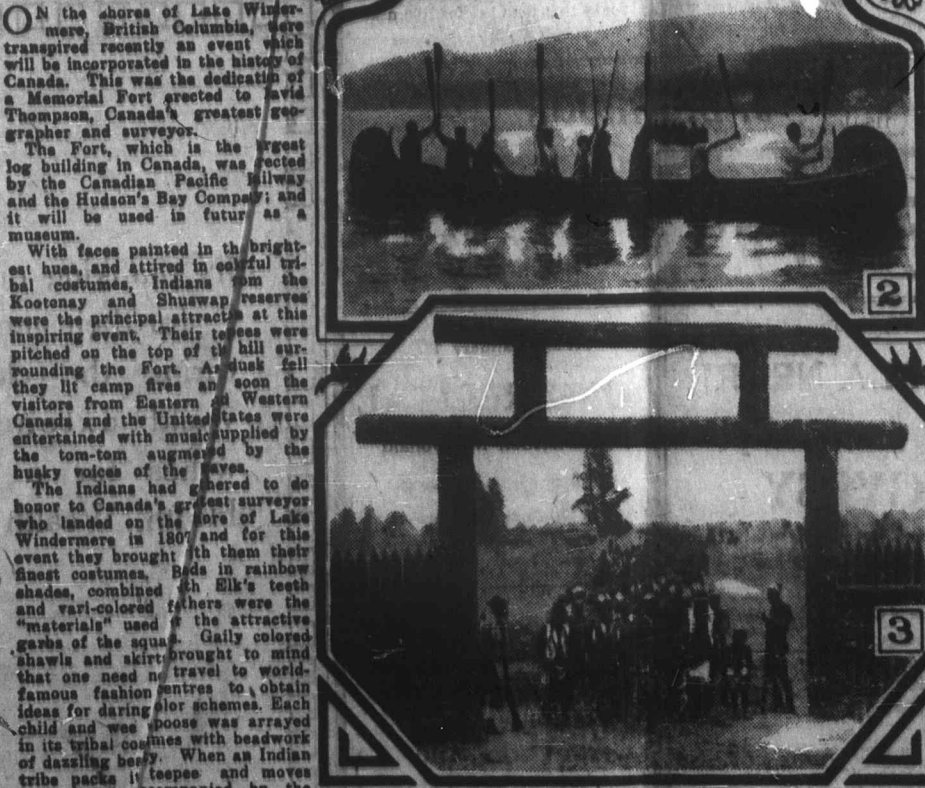 ON the shores of Lake Winder-
mere, British Columbia, there
transpired recently an event which
will be incorporated in the history of
Canada. This was the dedication of
a Memorial Fort erected to David
Thompson, Canada's greatest geo-
grapher and surveyor.
The Fort, which is the largest
log building in Canada, was erected
by the Canadian Pacific Railway
and the Hudson's Bay Company; and
it will be used in future as a
museum.
With faces painted in the bright-
est hues, and attired in colorful tri-
bal costumes, Indians from the
Kootenay and Shuswap reserves
were the principal attraction at this
inspiring event. Their tepees were
pitched on the top of the hill sur-
rounding the Fort. As dusk fell
they lit camp fires and soon the
visitors from Eastern and Western
Canada and the United States were
entertained with music supplied by
the tom-tom augmented by the
husky voices of the braves.
The Indians had gathered to do
honor to Canada's greatest surveyor
who landed on the shore of Lake
Windermere in 1807 and for this
event they brought with them their
finest costumes. Beads in rainbow
shades, combined with Elk's teeth
and vari-colored feathers were the
"materials" used for the attractive
garbs of the squaws. Gaily colored
shawls and skirts brought to mind
that one need not travel to world-
famous fashion centres to obtain
ideas for daring color schemes. Each
child and wee papoose was arrayed
in its tribal costumes with beadwork
of dazzling beauty. When an Indian
tribe packs its teepee and moves
accompanied by the
2
3